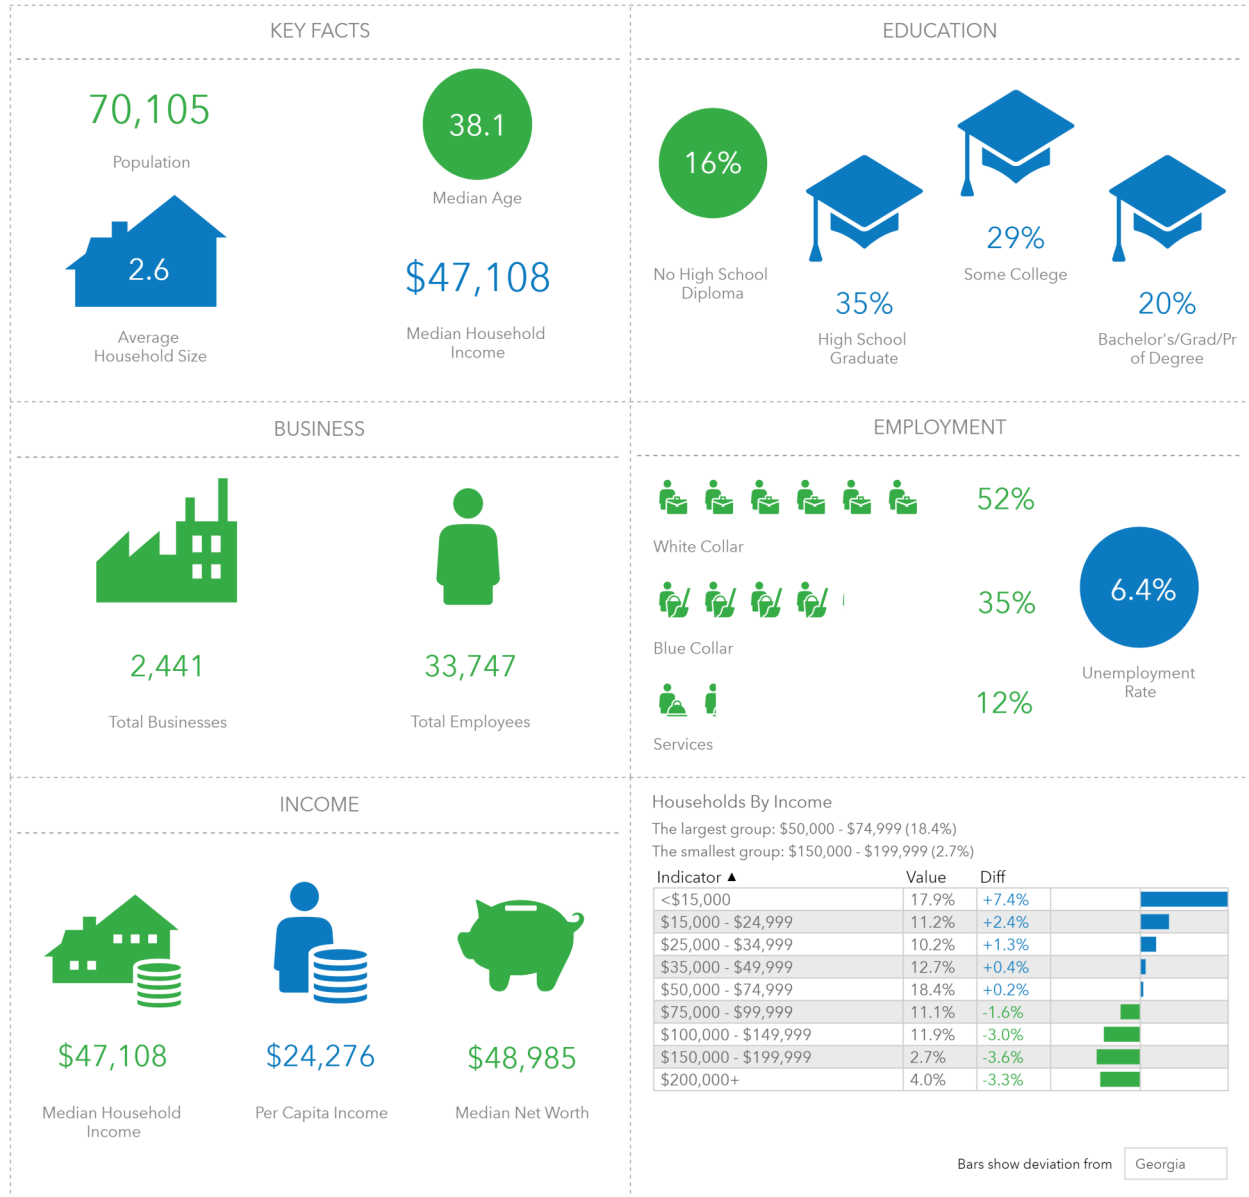 KEY FACTS
70,105
Population
38.1
Median Age
2.6
Average
Household Size
$47,108
Median Household
Income
EDUCATION
16%
No High School
Diploma
35%
High School
Graduate
29%
Some College
20%
Bachelor's/Grad/Pr
of Degree
BUSINESS
2,441
Total Businesses
33,747
Total Employees
EMPLOYMENT
52%
White Collar
35%
Blue Collar
12%
Services
6.4%
Unemployment
Rate
INCOME
$47,108
Median Household
Income
$24,276
Per Capita Income
$48,985
Median Net Worth
Households By Income
The largest group: $50,000 - $74,999 (18.4%)
The smallest group: $150,000 - $199,999 (2.7%)
Indicator ▲ Value Diff
<$15,000 17.9% +7.4%
$15,000 - $24,999 11.2% +2.4%
$25,000 - $34,999 10.2% +1.3%
$35,000 - $49,999 12.7% +0.4%
$50,000 - $74,999 18.4% +0.2%
$75,000 - $99,999 11.1% -1.6%
$100,000 - $149,999 11.9% -3.0%
$150,000 - $199,999 2.7% -3.6%
$200,000+ 4.0% -3.3%
Bars show deviation from Georgia